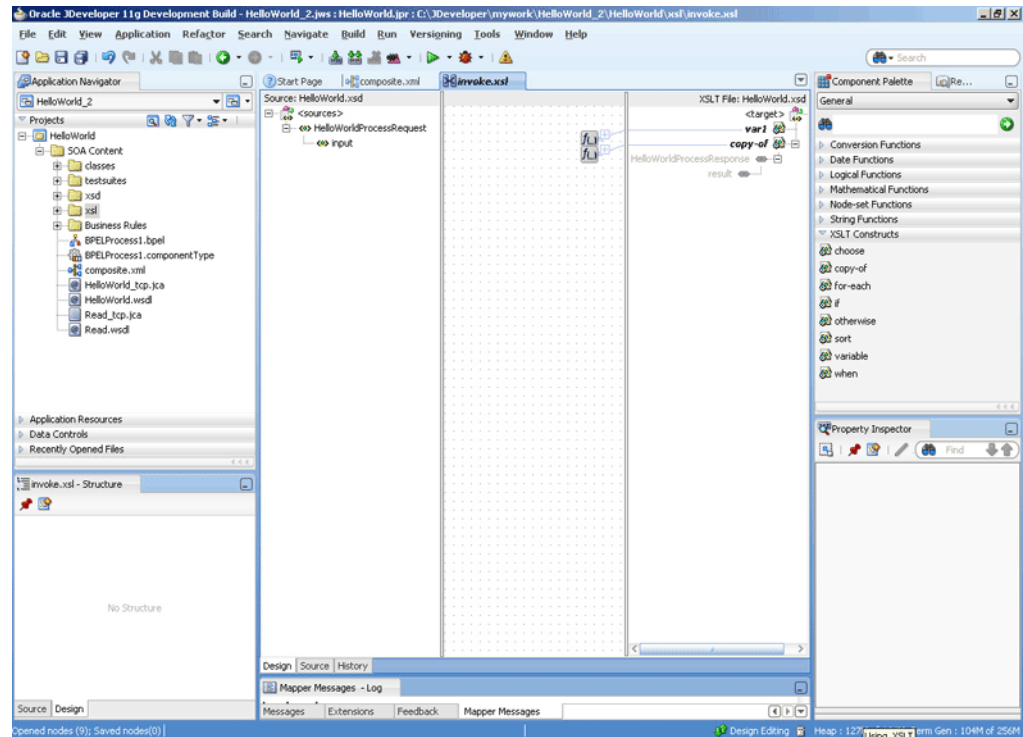 Oracle JDeveloper 11g Development Build - HelloWorld_2.jws : HelloWorld.jpr : C:\JDeveloper\mywork\HelloWorld_2\HelloWorld\xsl\invoke.xsl
File Edit View Application Refactor Search Navigate Build Run Versioning Tools Window Help
Search
Application Navigator
HelloWorld_2
Projects
HelloWorld
SOA Content
classes
testsuites
xsd
xsl
Business Rules
BPELProcess1.bpel
BPELProcess1.componentType
composite.xml
HelloWorld_tcp.jca
HelloWorld.wsdl
Read_tcp.jca
Read.wsdl
Application Resources
Data Controls
Recently Opened Files
invoke.xsl - Structure
No Structure
Source Design
Start Page composite.xml invoke.xsl
Source: HelloWorld.xsd
<sources>
HelloWorldProcessRequest
input
XSLT File: HelloWorld.xsd
<target>
var1
copy-of
HelloWorldProcessResponse
result
Design Source History
Mapper Messages - Log
Messages Extensions Feedback Mapper Messages
Component Palette Re...
General
Conversion Functions
Date Functions
Logical Functions
Mathematical Functions
Node-set Functions
String Functions
XSLT Constructs
choose
copy-of
for-each
if
otherwise
sort
variable
when
Property Inspector
Find
Opened nodes (9); Saved nodes(0)
Design Editing
Heap : Gen : 104M of 256M
Using XSLT